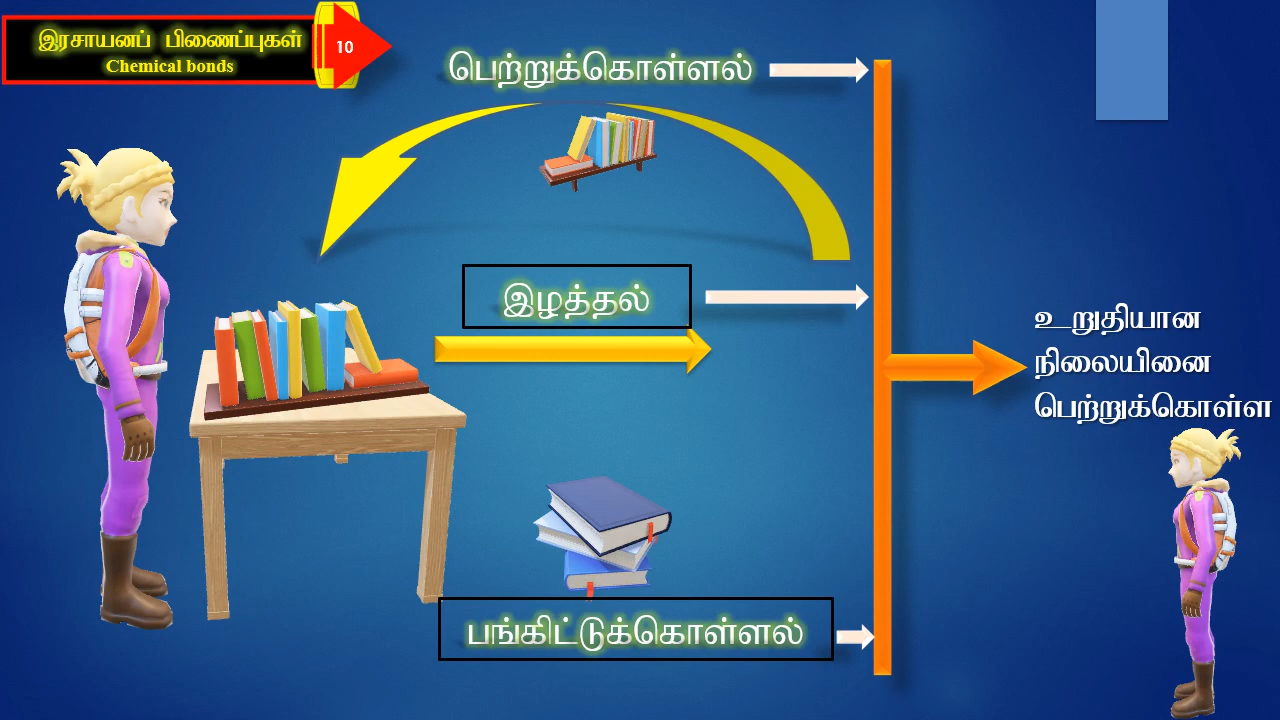 இரசாயனப் பிணைப்புகள்
Chemical bonds
10
பெற்றுக்கொள்ளல்
இழத்தல்
பங்கிட்டுக்கொள்ளல்
உறுதியான
நிலையினை
பெற்றுக்கொள்ள